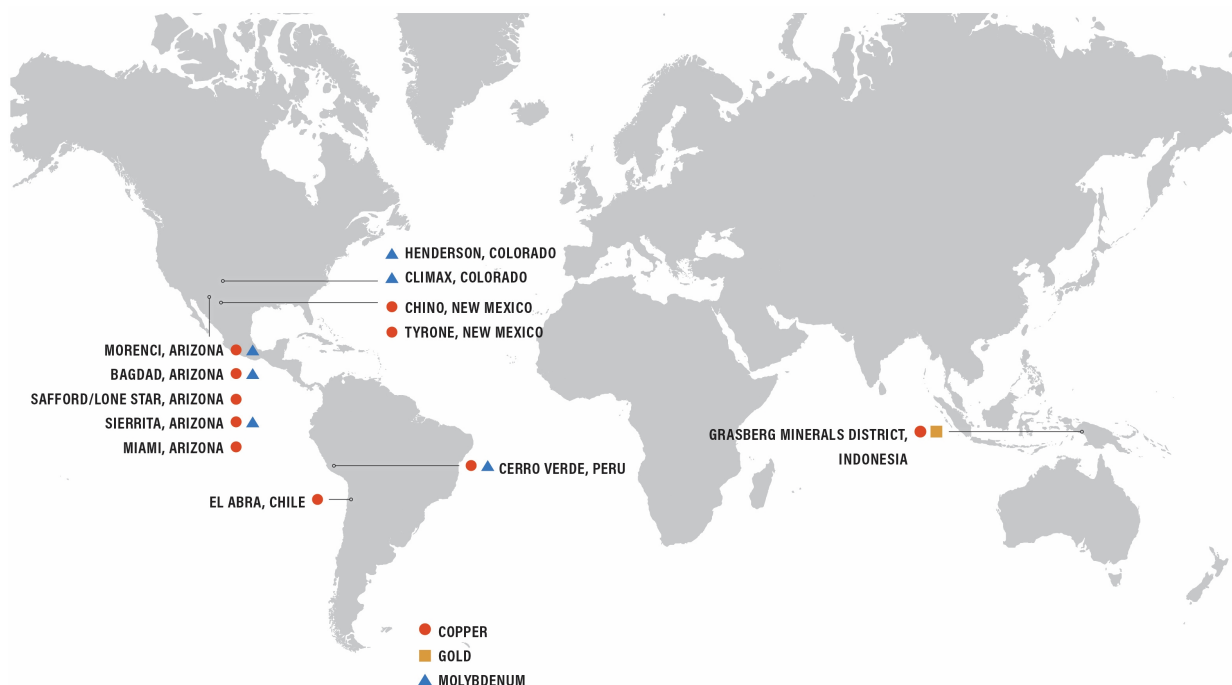 HENDERSON, COLORADO
CLIMAX, COLORADO
CHINO, NEW MEXICO
TYRONE, NEW MEXICO
MORENCI, ARIZONA
BAGDAD, ARIZONA
SAFFORD/LONE STAR, ARIZONA
SIERRITA, ARIZONA
MIAMI, ARIZONA
GRASBERG MINERALS DISTRICT,
INDONESIA
CERRO VERDE, PERU
EL ABRA, CHILE
COPPER
GOLD
MOLYBDENUM